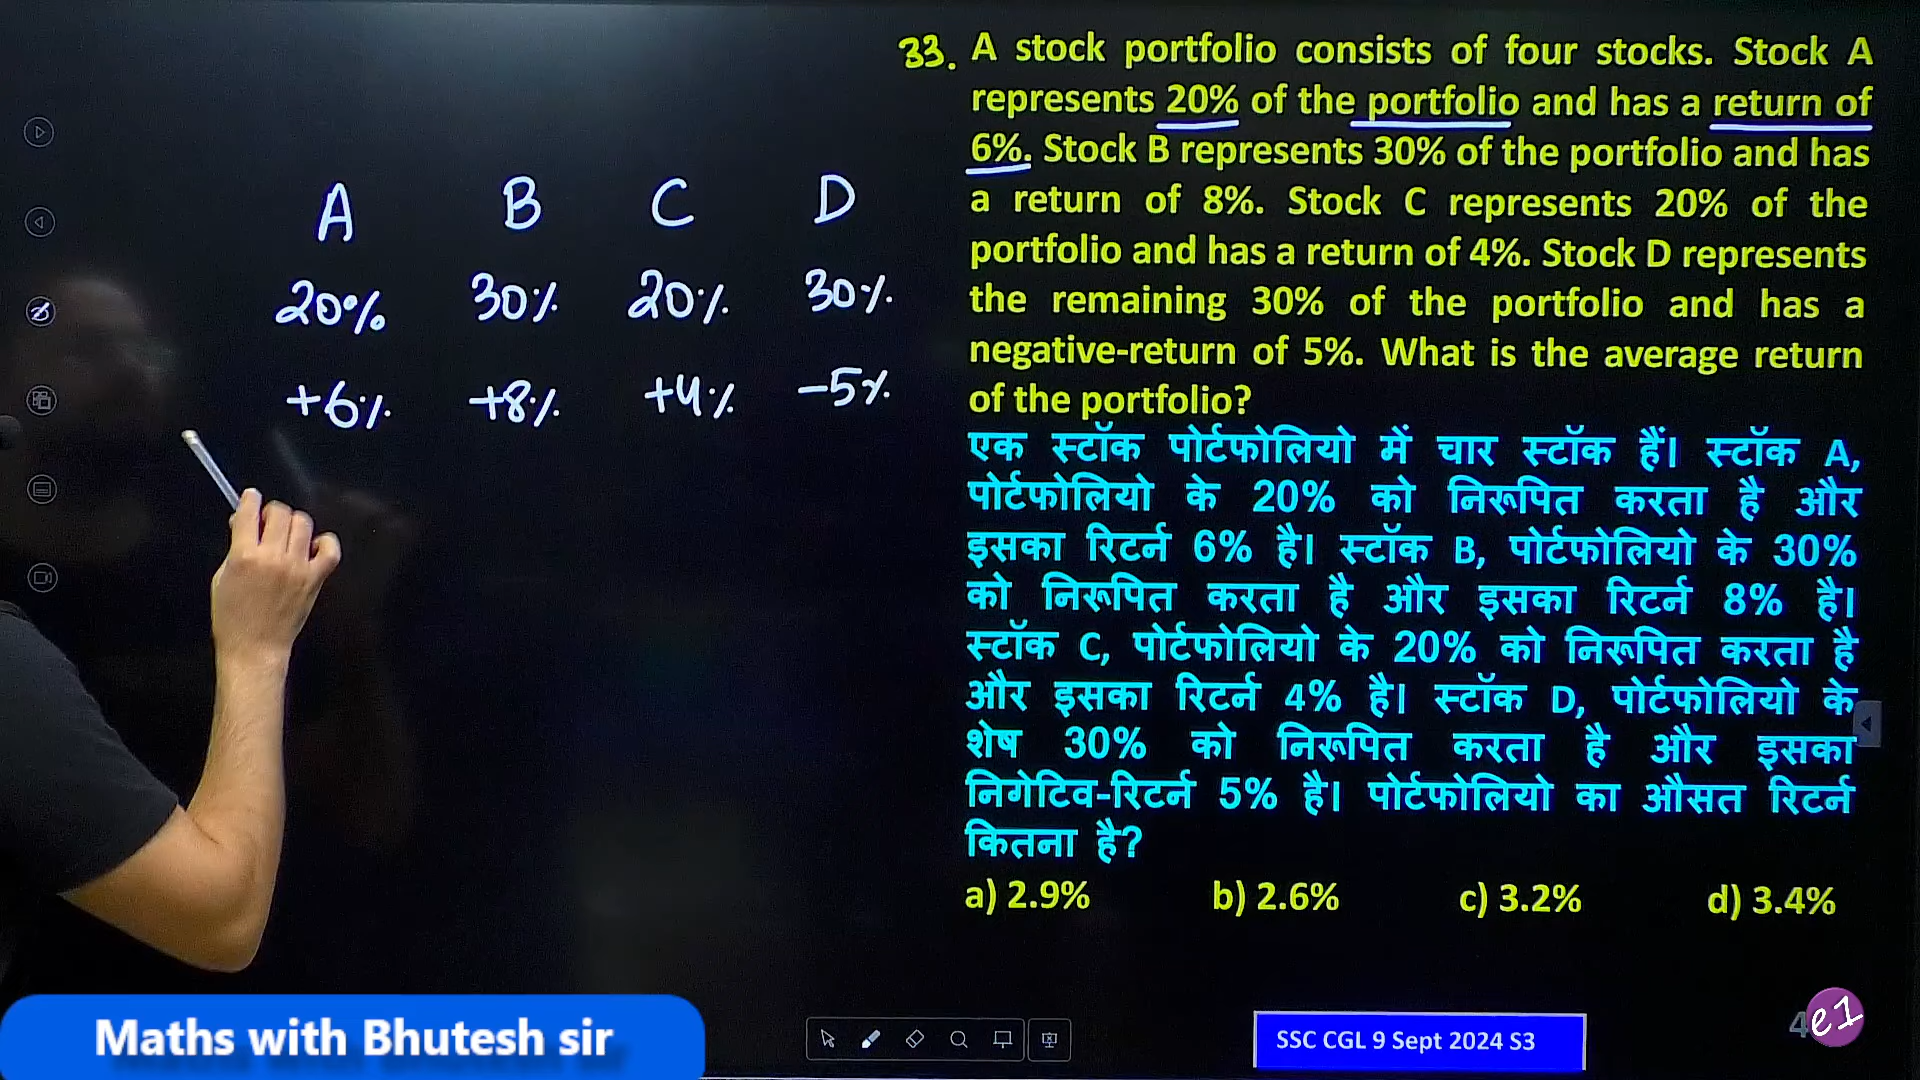 33. A stock portfolio consists of four stocks. Stock A
represents 20% of the portfolio and has a return of
6%. Stock B represents 30% of the portfolio and has
a return of 8%. Stock C represents 20% of the
portfolio and has a return of 4%. Stock D represents
the remaining 30% of the portfolio and has a
negative-return of 5%. What is the average return
of the portfolio?
एक स्टॉक पोर्टफोलियो में चार स्टॉक हैं। स्टॉक A,
पोर्टफोलियो के 20% को निरूपित करता है और
इसका रिटर्न 6% है। स्टॉक B, पोर्टफोलियो के 30%
को निरूपित करता है और इसका रिटर्न 8% है।
स्टॉक C, पोर्टफोलियो के 20% को निरूपित करता है
और इसका रिटर्न 4% है। स्टॉक D, पोर्टफोलियो के
शेष 30% को निरूपित करता है और इसका
निगेटिव-रिटर्न 5% है। पोर्टफोलियो का औसत रिटर्न
कितना है?
a) 2.9% b) 2.6% c) 3.2% d) 3.4%
A B C D
20% 30% 20% 30%
+6% +8% +4% -5%
Maths with Bhutesh sir
SSC CGL 9 Sept 2024 S3
4
e1